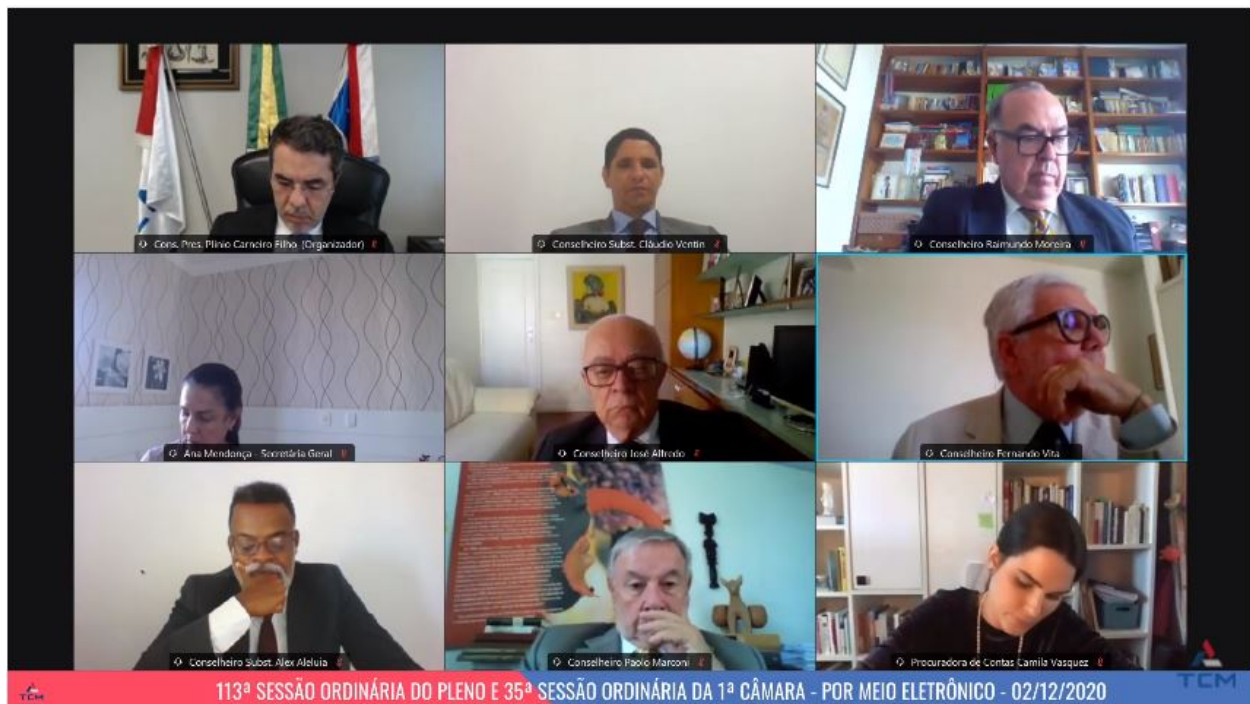 Cons. Pres. Plínio Carneiro Filho (Organizador)
Conselheiro Subst. Cláudio Ventin
Conselheiro Raimundo Moreira
Ana Mendonça - Secretária Geral
Conselheiro José Alfredo
Conselheiro Fernando Vita
Conselheiro Subst. Alex Aleluia
Conselheiro Paolo Marconi
Procuradora de Contas Camila Vasquez
TCM
113ª SESSÃO ORDINÁRIA DO PLENO E 35ª SESSÃO ORDINÁRIA DA 1ª CÂMARA - POR MEIO ELETRÔNICO - 02/12/2020
TCM